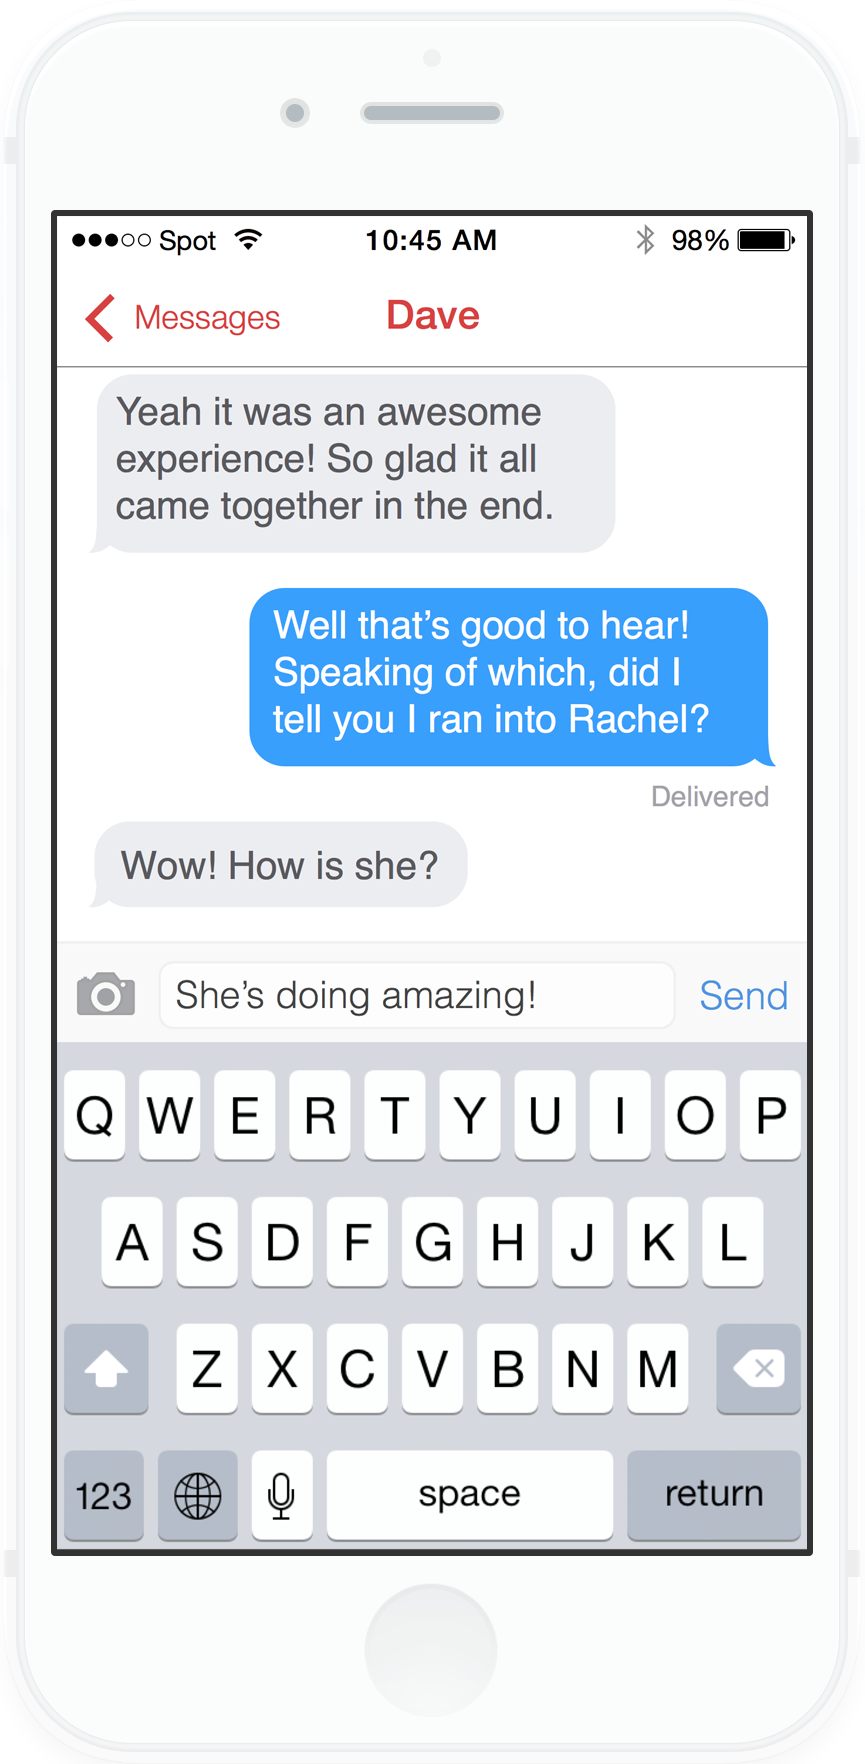 Spot 10:45 AM 98%
Messages Dave
Yeah it was an awesome
experience! So glad it all
came together in the end.
Well that’s good to hear!
Speaking of which, did I
tell you I ran into Rachel?
Delivered
Wow! How is she?
She’s doing amazing! Send
Q W E R T Y U I O P
A S D F G H J K L
Z X C V B N M
123 space return